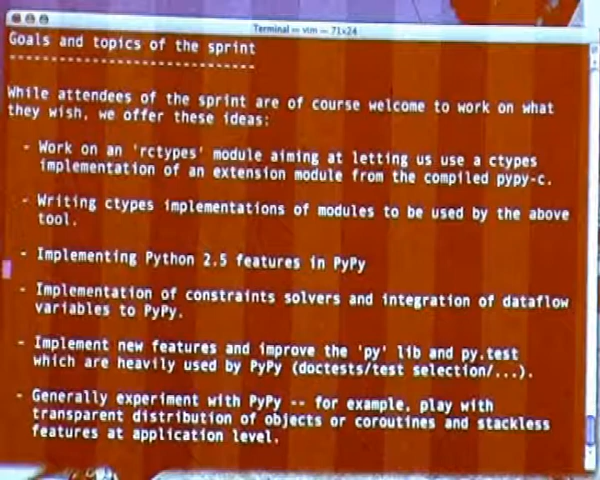 Terminal — vim — 71x24
Goals and topics of the sprint
------------------------------
While attendees of the sprint are of course welcome to work on what
they wish, we offer these ideas:
- Work on an 'rctypes' module aiming at letting us use a ctypes
implementation of an extension module from the compiled pypy-c.
- Writing ctypes implementations of modules to be used by the above
tool.
- Implementing Python 2.5 features in PyPy
- Implementation of constraints solvers and integration of dataflow
variables to PyPy.
- Implement new features and improve the 'py' lib and py.test
which are heavily used by PyPy (doctests/test selection/...).
- Generally experiment with PyPy -- for example, play with
transparent distribution of objects or coroutines and stackless
features at application level.